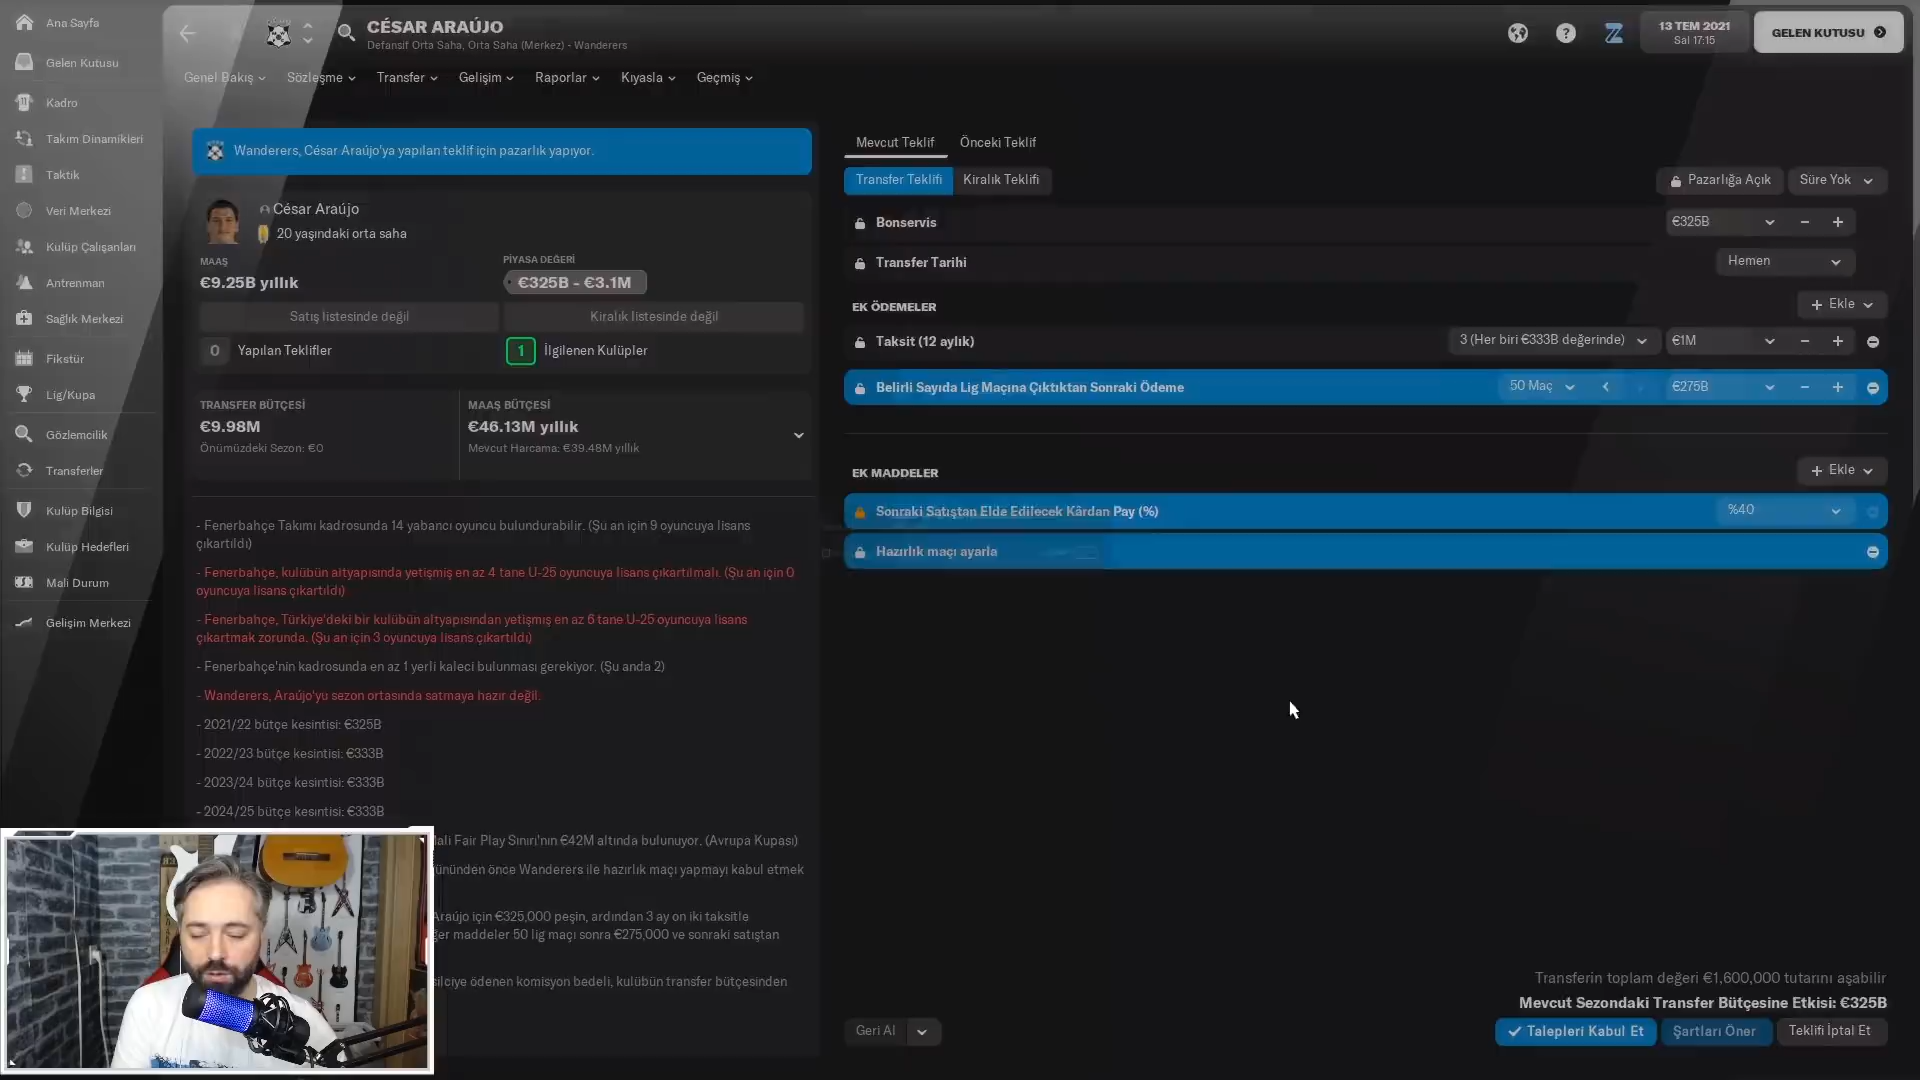 Ana Sayfa
Gelen Kutusu
Kadro
Takım Dinamikleri
Taktik
Veri Merkezi
Kulüp Çalışanları
Antrenman
Sağlık Merkezi
Fikstür
Lig/Kupa
Gözlemcilik
Transferler
Kulüp Bilgisi
Kulüp Hedefleri
Mali Durum
Gelişim Merkezi
CÉSAR ARAÚJO
Defansif Orta Saha, Orta Saha (Merkez) - Wanderers
13 TEM 2021
Sal 17:15
GELEN KUTUSU
Genel Bakış
Sözleşme
Transfer
Gelişim
Raporlar
Kıyasla
Geçmiş
Wanderers, César Araújo'ya yapılan teklif için pazarlık yapıyor.
César Araújo
20 yaşındaki orta saha
MAAŞ
€9.25B yıllık
PİYASA DEĞERİ
€325B - €3.1M
Satış listesinde değil
Kiralık listesinde değil
0 Yapılan Teklifler
1 İlgilenen Kulüpler
TRANSFER BÜTÇESİ
€9.98M
Önümüzdeki Sezon: €0
MAAŞ BÜTÇESİ
€46.13M yıllık
Mevcut Harcama: €39.48M yıllık
- Fenerbahçe Takımı kadrosunda 14 yabancı oyuncu bulundurabilir. (Şu an için 9 oyuncuya lisans
çıkartıldı)
- Fenerbahçe, kulübün altyapısında yetişmiş en az 4 tane U-25 oyuncuya lisans çıkartılmalı. (Şu an için 0
oyuncuya lisans çıkartıldı)
- Fenerbahçe, Türkiye'deki bir kulübün altyapısından yetişmiş en az 6 tane U-25 oyuncuya lisans
çıkartmak zorunda. (Şu an için 3 oyuncuya lisans çıkartıldı)
- Fenerbahçe'nin kadrosunda en az 1 yerli kaleci bulunması gerekiyor. (Şu anda 2)
- Wanderers, Araújo'yu sezon ortasında satmaya hazır değil.
- 2021/22 bütçe kesintisi: €325B
- 2022/23 bütçe kesintisi: €333B
- 2023/24 bütçe kesintisi: €333B
- 2024/25 bütçe kesintisi: €333B
Fair Play Sınırı'nın €42M altında bulunuyor. (Avrupa Kupası)
önce Wanderers ile hazırlık maçı yapmayı kabul etmek
Araújo için €325,000 peşin, ardından 3 ay on iki taksitle
maddeler 50 lig maçı sonra €275,000 ve sonraki satıştan
ödenen komisyon bedeli, kulübün transfer bütçesinden
Mevcut Teklif
Önceki Teklif
Transfer Teklifi
Kiralık Teklifi
Pazarlığa Açık
Süre Yok
Bonservis
€325B
Transfer Tarihi
Hemen
EK ÖDEMELER
+ Ekle
Taksit (12 aylık)
3 (Her biri €333B değerinde)
€1M
Belirli Sayıda Lig Maçına Çıktıktan Sonraki Ödeme
50 Maç
€275B
EK MADDELER
+ Ekle
Sonraki Satıştan Elde Edilecek Kârdan Pay (%)
%40
Hazırlık maçı ayarla
Transferin toplam değeri €1,600,000 tutarını aşabilir
Mevcut Sezondaki Transfer Bütçesine Etkisi: €325B
Geri Al
Talepleri Kabul Et
Şartları Öner
Teklifi İptal Et